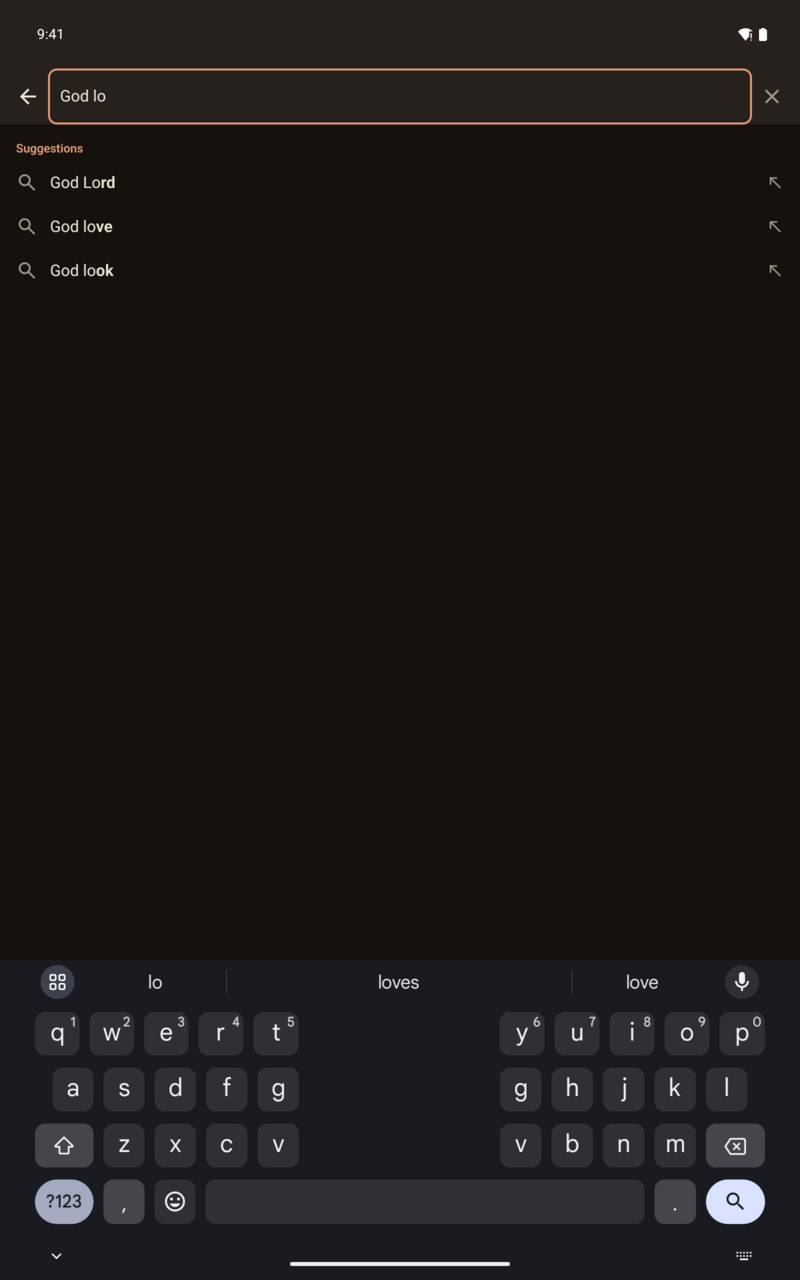 9:41
God lo
Suggestions
God Lord
God love
God look
lo loves love
q1 w2 e3 r4 t5 y6 u7 i8 o9 p0
a s d f g g h j k l
z x c v v b n m
?123 , .